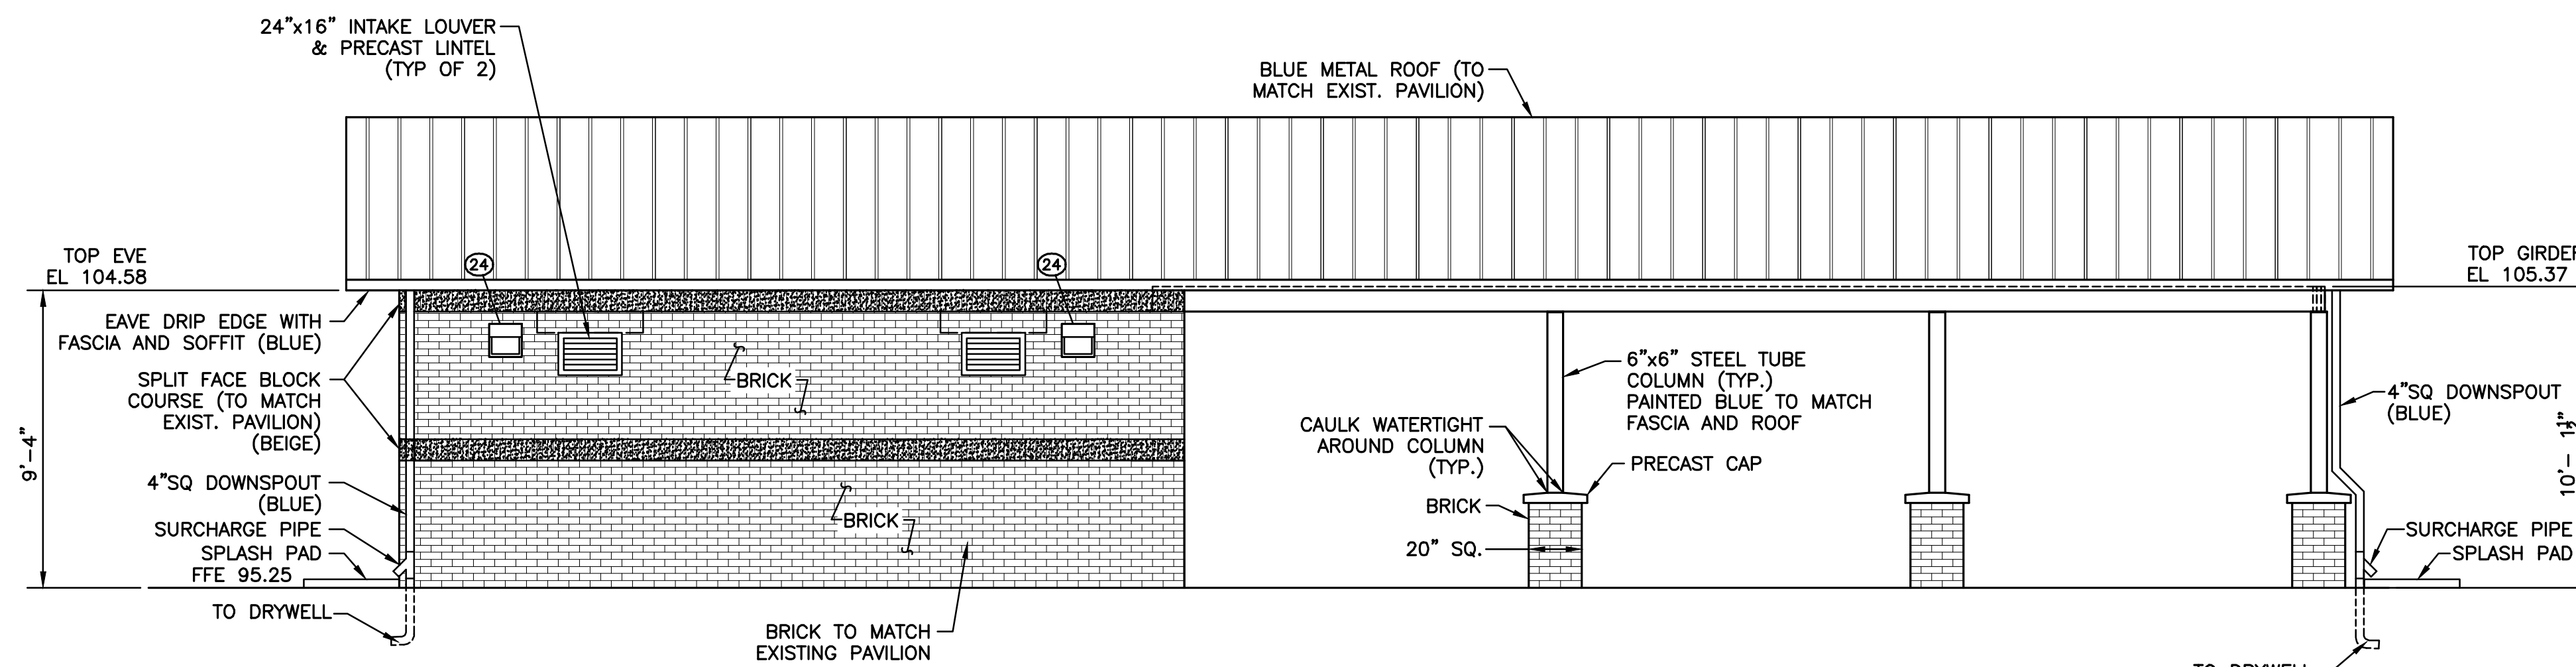 24"x16" INTAKE LOUVER
& PRECAST LINTEL
(TYP OF 2)
BLUE METAL ROOF (TO
MATCH EXIST. PAVILION)
TOP EVE
EL 104.58
24
24
TOP GIRDER
EL 105.37
EAVE DRIP EDGE WITH
FASCIA AND SOFFIT (BLUE)
SPLIT FACE BLOCK
COURSE (TO MATCH
EXIST. PAVILION)
(BEIGE)
9'-4"
4"SQ DOWNSPOUT
(BLUE)
SURCHARGE PIPE
SPLASH PAD
FFE 95.25
TO DRYWELL
BRICK
BRICK
BRICK TO MATCH
EXISTING PAVILION
6"x6" STEEL TUBE
COLUMN (TYP.)
PAINTED BLUE TO MATCH
FASCIA AND ROOF
CAULK WATERTIGHT
AROUND COLUMN
(TYP.)
PRECAST CAP
BRICK
20" SQ.
4"SQ DOWNSPOUT
(BLUE)
SURCHARGE PIPE
SPLASH PAD
TO DRYWELL